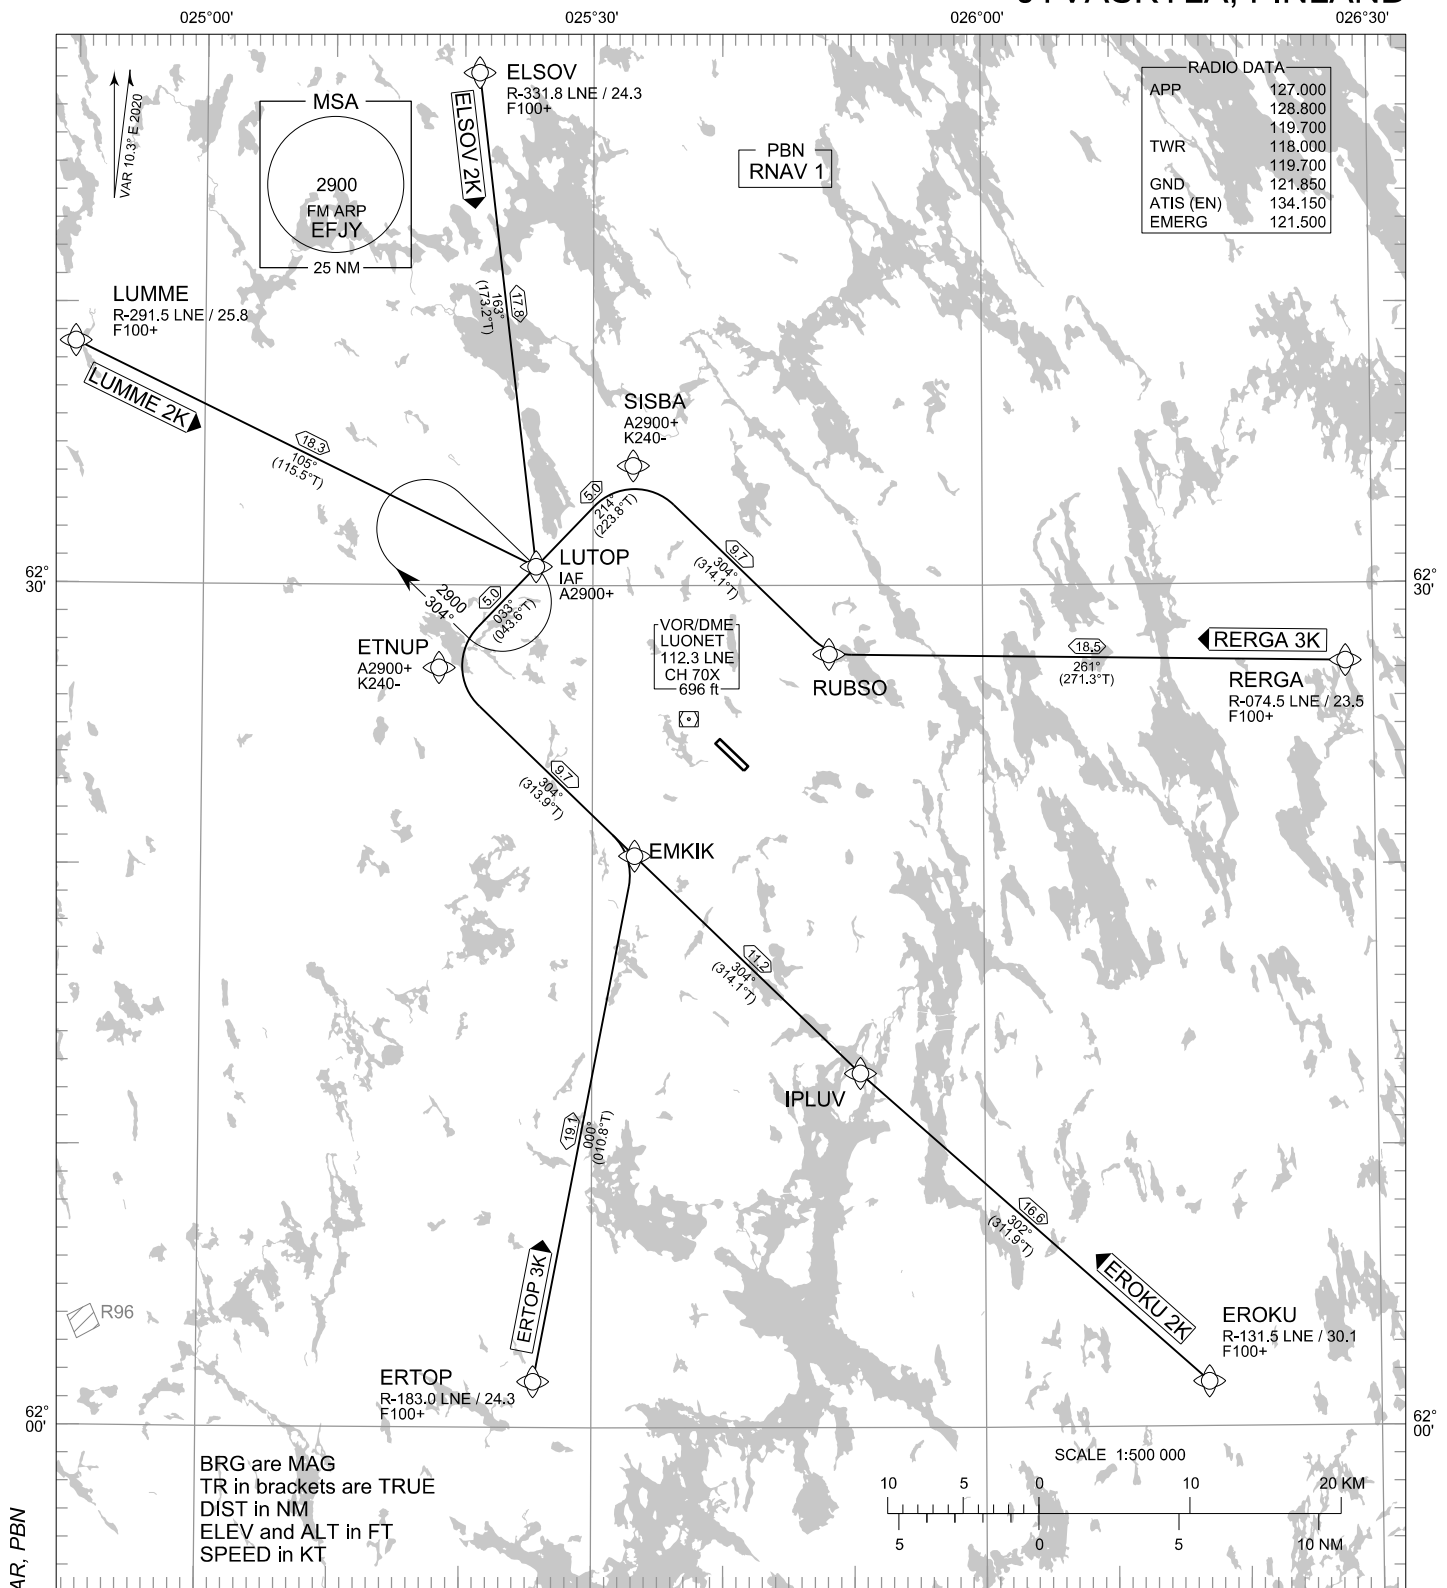 025°00'
025°30'
026°00'
026°30'
VAR 10.3° E 2020
MSA
2900
FM ARP
EFJY
25 NM
ELSOV
R-331.8 LNE / 24.3
F100+
ELSOV 2K
PBN
RNAV 1
RADIO DATA
APP 127.000
128.800
119.700
TWR 118.000
119.700
GND 121.850
ATIS (EN) 134.150
EMERG 121.500
LUMME
R-291.5 LNE / 25.8
F100+
LUMME 2K
17.8
163°
(173.2°T)
18.3
105°
(115.5°T)
SISBA
A2900+
K240-
5.0
214°
(223.8°T)
9.7
304°
(314.1°T)
LUTOP
IAF
A2900+
62°
30'
62°
30'
2900
304°
5.0
033°
(043.6°T)
ETNUP
A2900+
K240-
VOR/DME
LUONET
112.3 LNE
CH 70X
696 ft
RUBSO
18.5
261°
(271.3°T)
RERGA 3K
RERGA
R-074.5 LNE / 23.5
F100+
9.7
304°
(313.9°T)
EMKIK
11.2
304°
(314.1°T)
IPLUV
19.1
000°
(010.8°T)
16.6
302°
(311.9°T)
ERTOP 3K
EROKU 2K
R96
EROKU
R-131.5 LNE / 30.1
F100+
ERTOP
R-183.0 LNE / 24.3
F100+
62°
00'
62°
00'
BRG are MAG
TR in brackets are TRUE
DIST in NM
ELEV and ALT in FT
SPEED in KT
SCALE 1:500 000
10 5 0 10 20 KM
5 0 5 10 NM
PBN